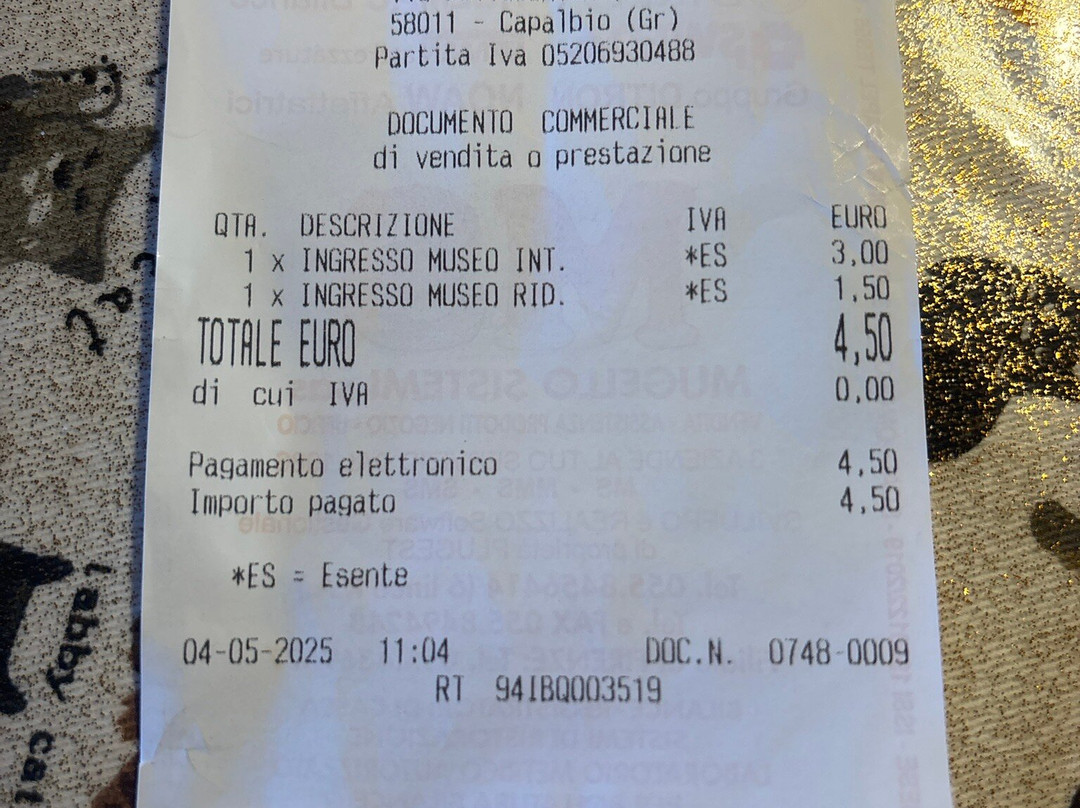 58011 - Capalbio (Gr)
Partita Iva 05206930488
DOCUMENTO COMMERCIALE
di vendita o prestazione
QTA. DESCRIZIONE IVA EURO
1 x INGRESSO MUSEO INT. *ES 3,00
1 x INGRESSO MUSEO RID. *ES 1,50
TOTALE EURO 4,50
di cui IVA 0,00
Pagamento elettronico 4,50
Importo pagato 4,50
*ES = Esente
04-05-2025 11:04 DOC.N. 0748-0009
RT 94IBQ003519
tabby cat